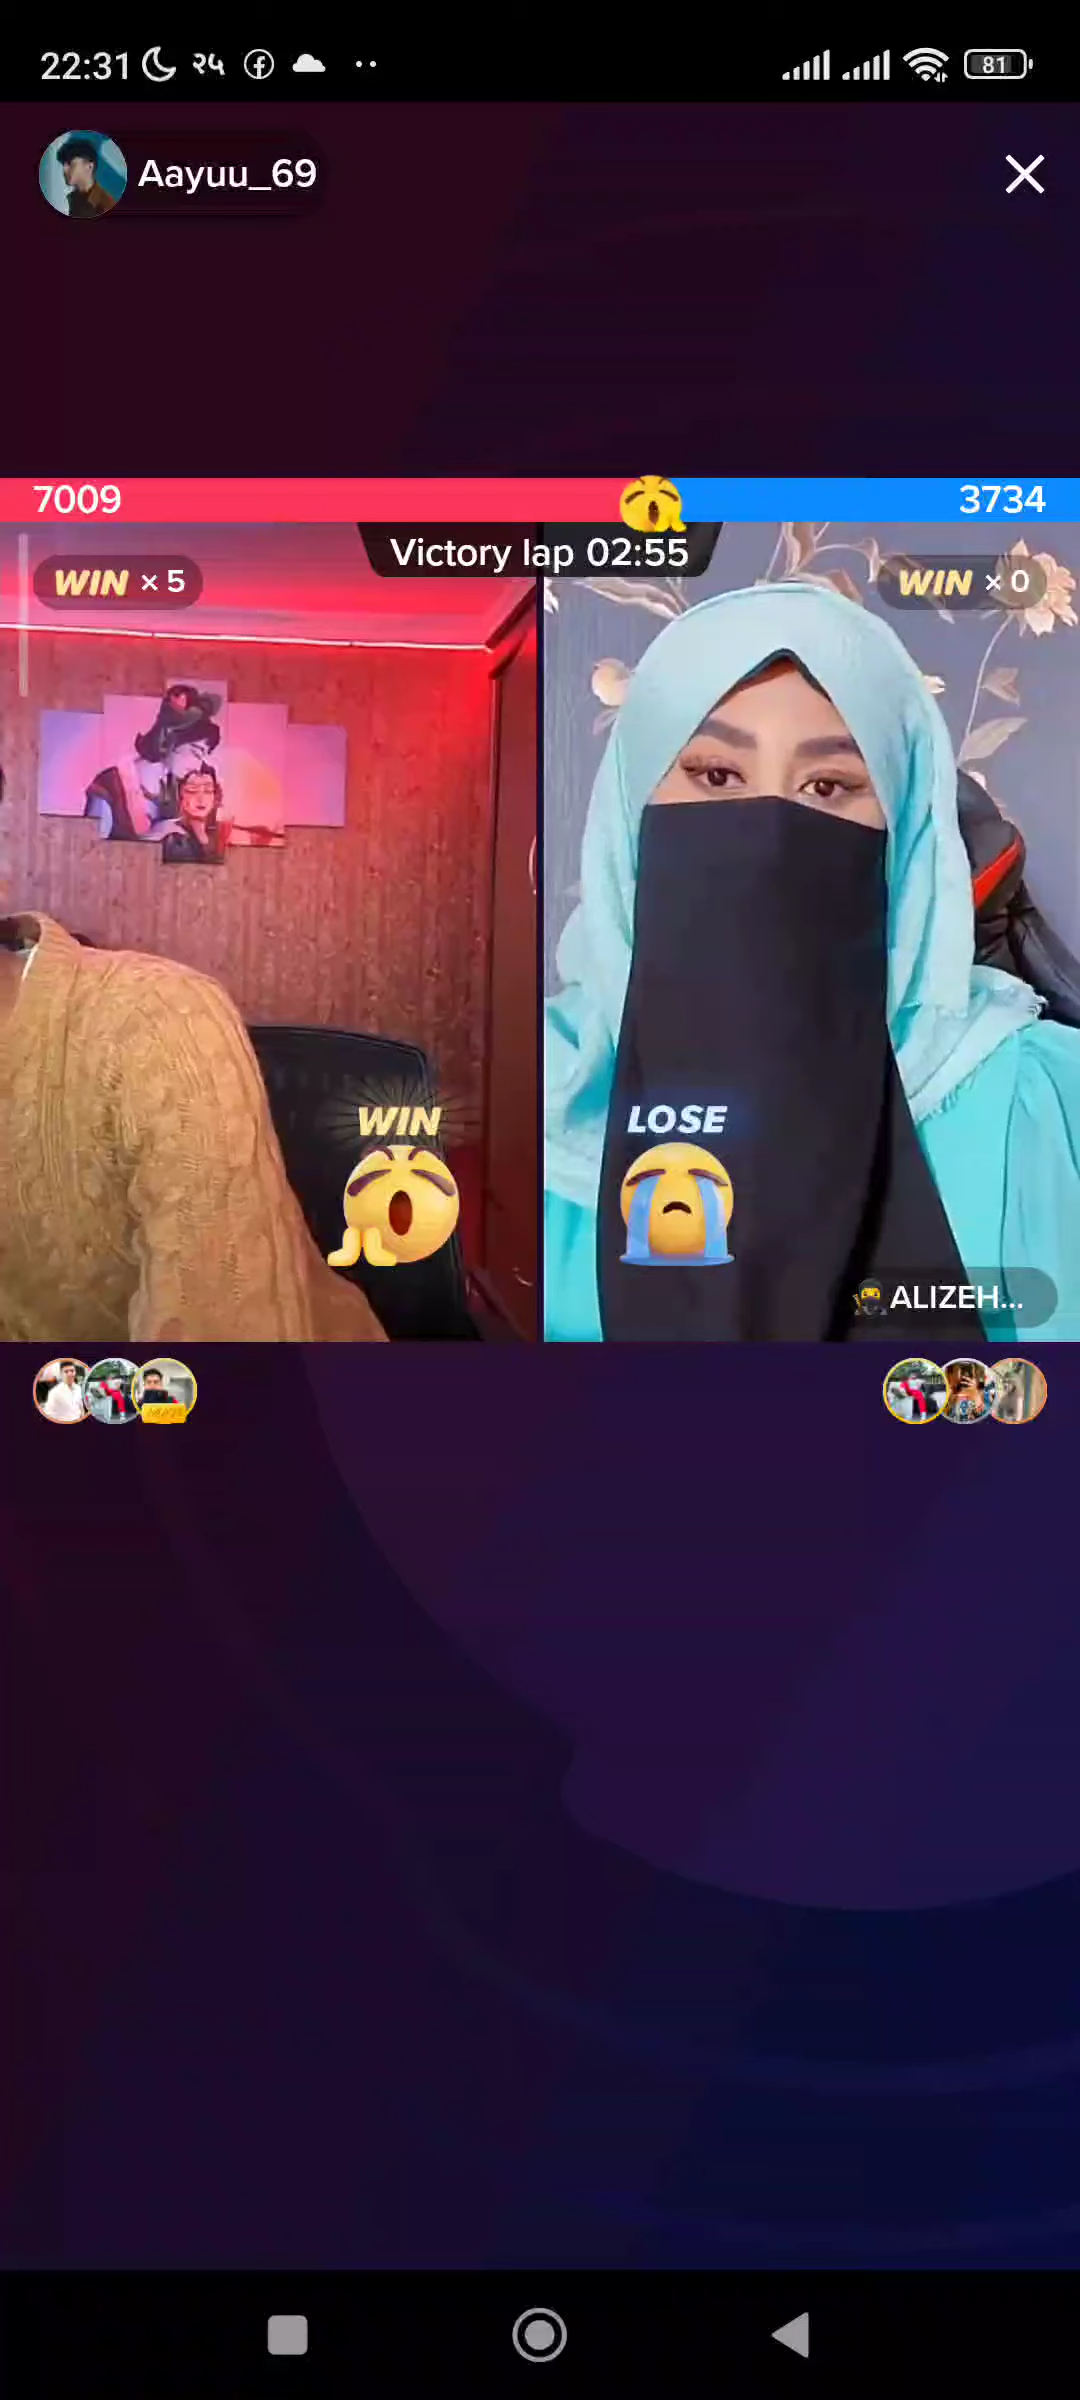 22:31 २५ 81
Aayuu_69
7009 3734
Victory lap 02:55
WIN × 5 WIN × 0
WIN LOSE
ALIZEH...